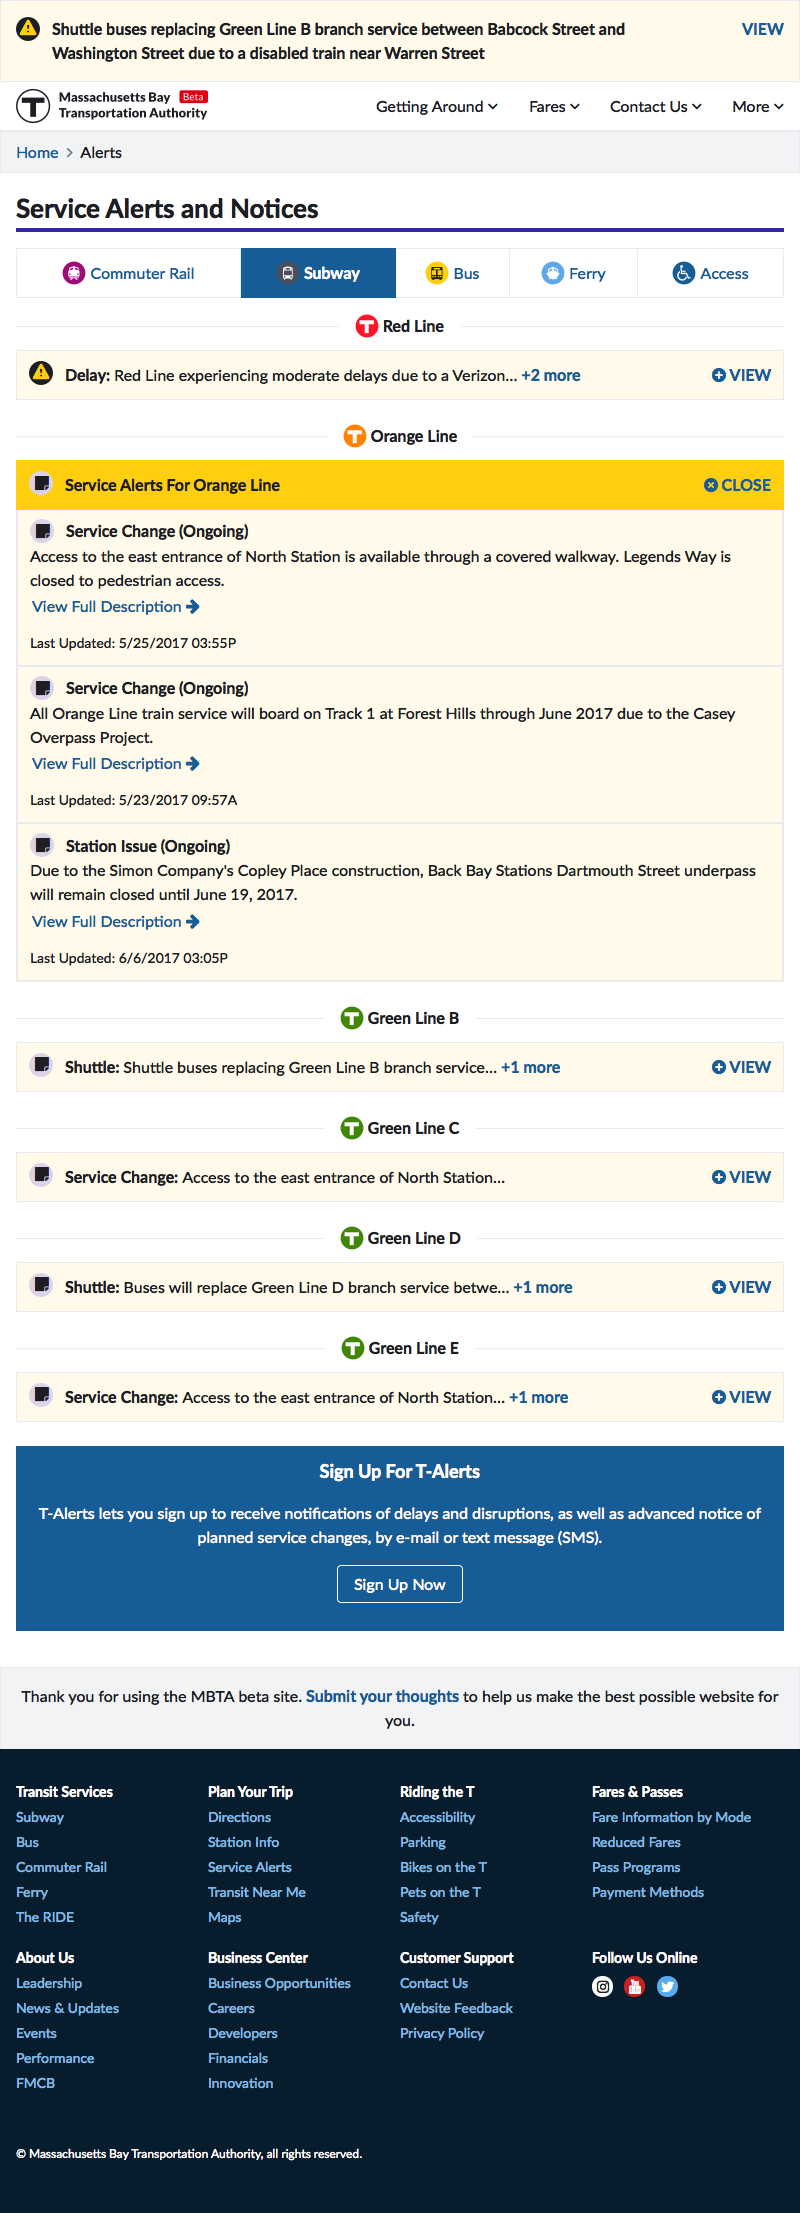 Shuttle buses replacing Green Line B branch service between Babcock Street and
Washington Street due to a disabled train near Warren Street
VIEW
T
Massachusetts Bay Beta
Transportation Authority
Getting Around
Fares
Contact Us
More
Home > Alerts
Service Alerts and Notices
Commuter Rail
Subway
Bus
Ferry
Access
T Red Line
Delay: Red Line experiencing moderate delays due to a Verizon... +2 more
VIEW
T Orange Line
Service Alerts For Orange Line
CLOSE
Service Change (Ongoing)
Access to the east entrance of North Station is available through a covered walkway. Legends Way is
closed to pedestrian access.
View Full Description
Last Updated: 5/25/2017 03:55P
Service Change (Ongoing)
All Orange Line train service will board on Track 1 at Forest Hills through June 2017 due to the Casey
Overpass Project.
View Full Description
Last Updated: 5/23/2017 09:57A
Station Issue (Ongoing)
Due to the Simon Company's Copley Place construction, Back Bay Stations Dartmouth Street underpass
will remain closed until June 19, 2017.
View Full Description
Last Updated: 6/6/2017 03:05P
T Green Line B
Shuttle: Shuttle buses replacing Green Line B branch service... +1 more
VIEW
T Green Line C
Service Change: Access to the east entrance of North Station...
VIEW
T Green Line D
Shuttle: Buses will replace Green Line D branch service betwe... +1 more
VIEW
T Green Line E
Service Change: Access to the east entrance of North Station... +1 more
VIEW
Sign Up For T-Alerts
T-Alerts lets you sign up to receive notifications of delays and disruptions, as well as advanced notice of
planned service changes, by e-mail or text message (SMS).
Sign Up Now
Thank you for using the MBTA beta site. Submit your thoughts to help us make the best possible website for
you.
Transit Services
Subway
Bus
Commuter Rail
Ferry
The RIDE
Plan Your Trip
Directions
Station Info
Service Alerts
Transit Near Me
Maps
Riding the T
Accessibility
Parking
Bikes on the T
Pets on the T
Safety
Fares & Passes
Fare Information by Mode
Reduced Fares
Pass Programs
Payment Methods
About Us
Leadership
News & Updates
Events
Performance
FMCB
Business Center
Business Opportunities
Careers
Developers
Financials
Innovation
Customer Support
Contact Us
Website Feedback
Privacy Policy
Follow Us Online
© Massachusetts Bay Transportation Authority, all rights reserved.